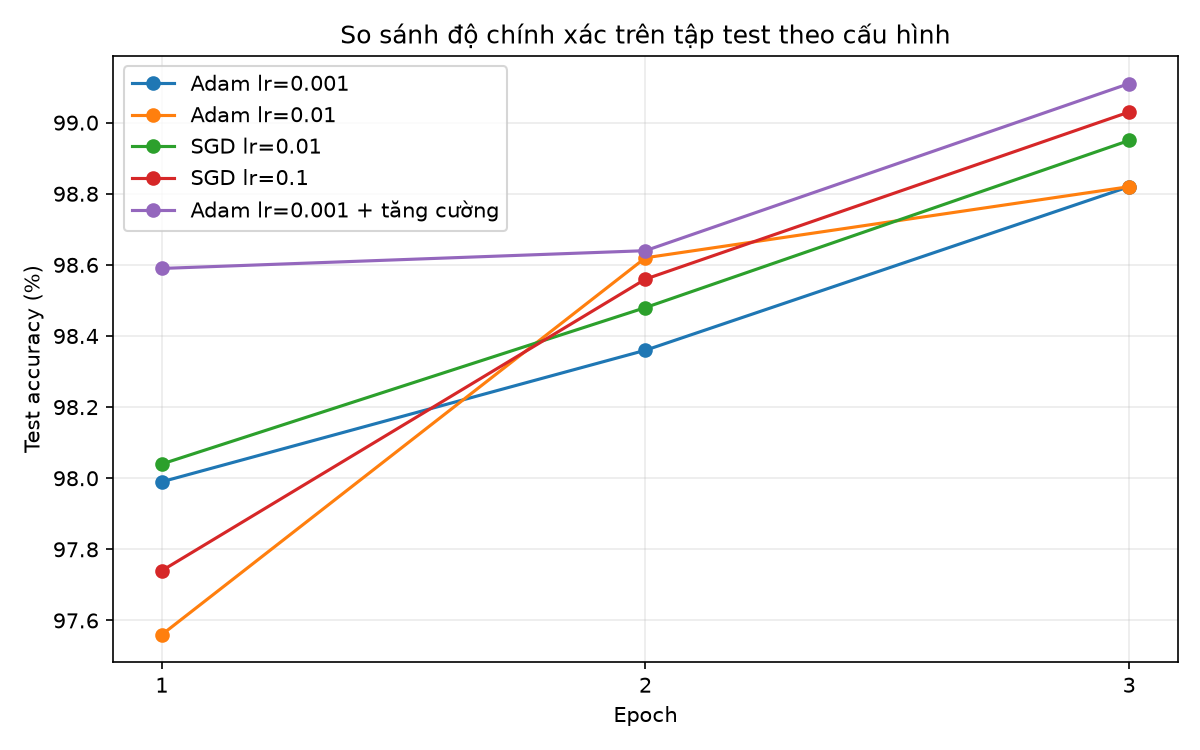 So sánh độ chính xác trên tập test theo cấu hình
Adam lr=0.001
Adam lr=0.01
SGD lr=0.01
SGD lr=0.1
Adam lr=0.001 + tăng cường
Test accuracy (%)
99.0
98.8
98.6
98.4
98.2
98.0
97.8
97.6
1 2 3
Epoch